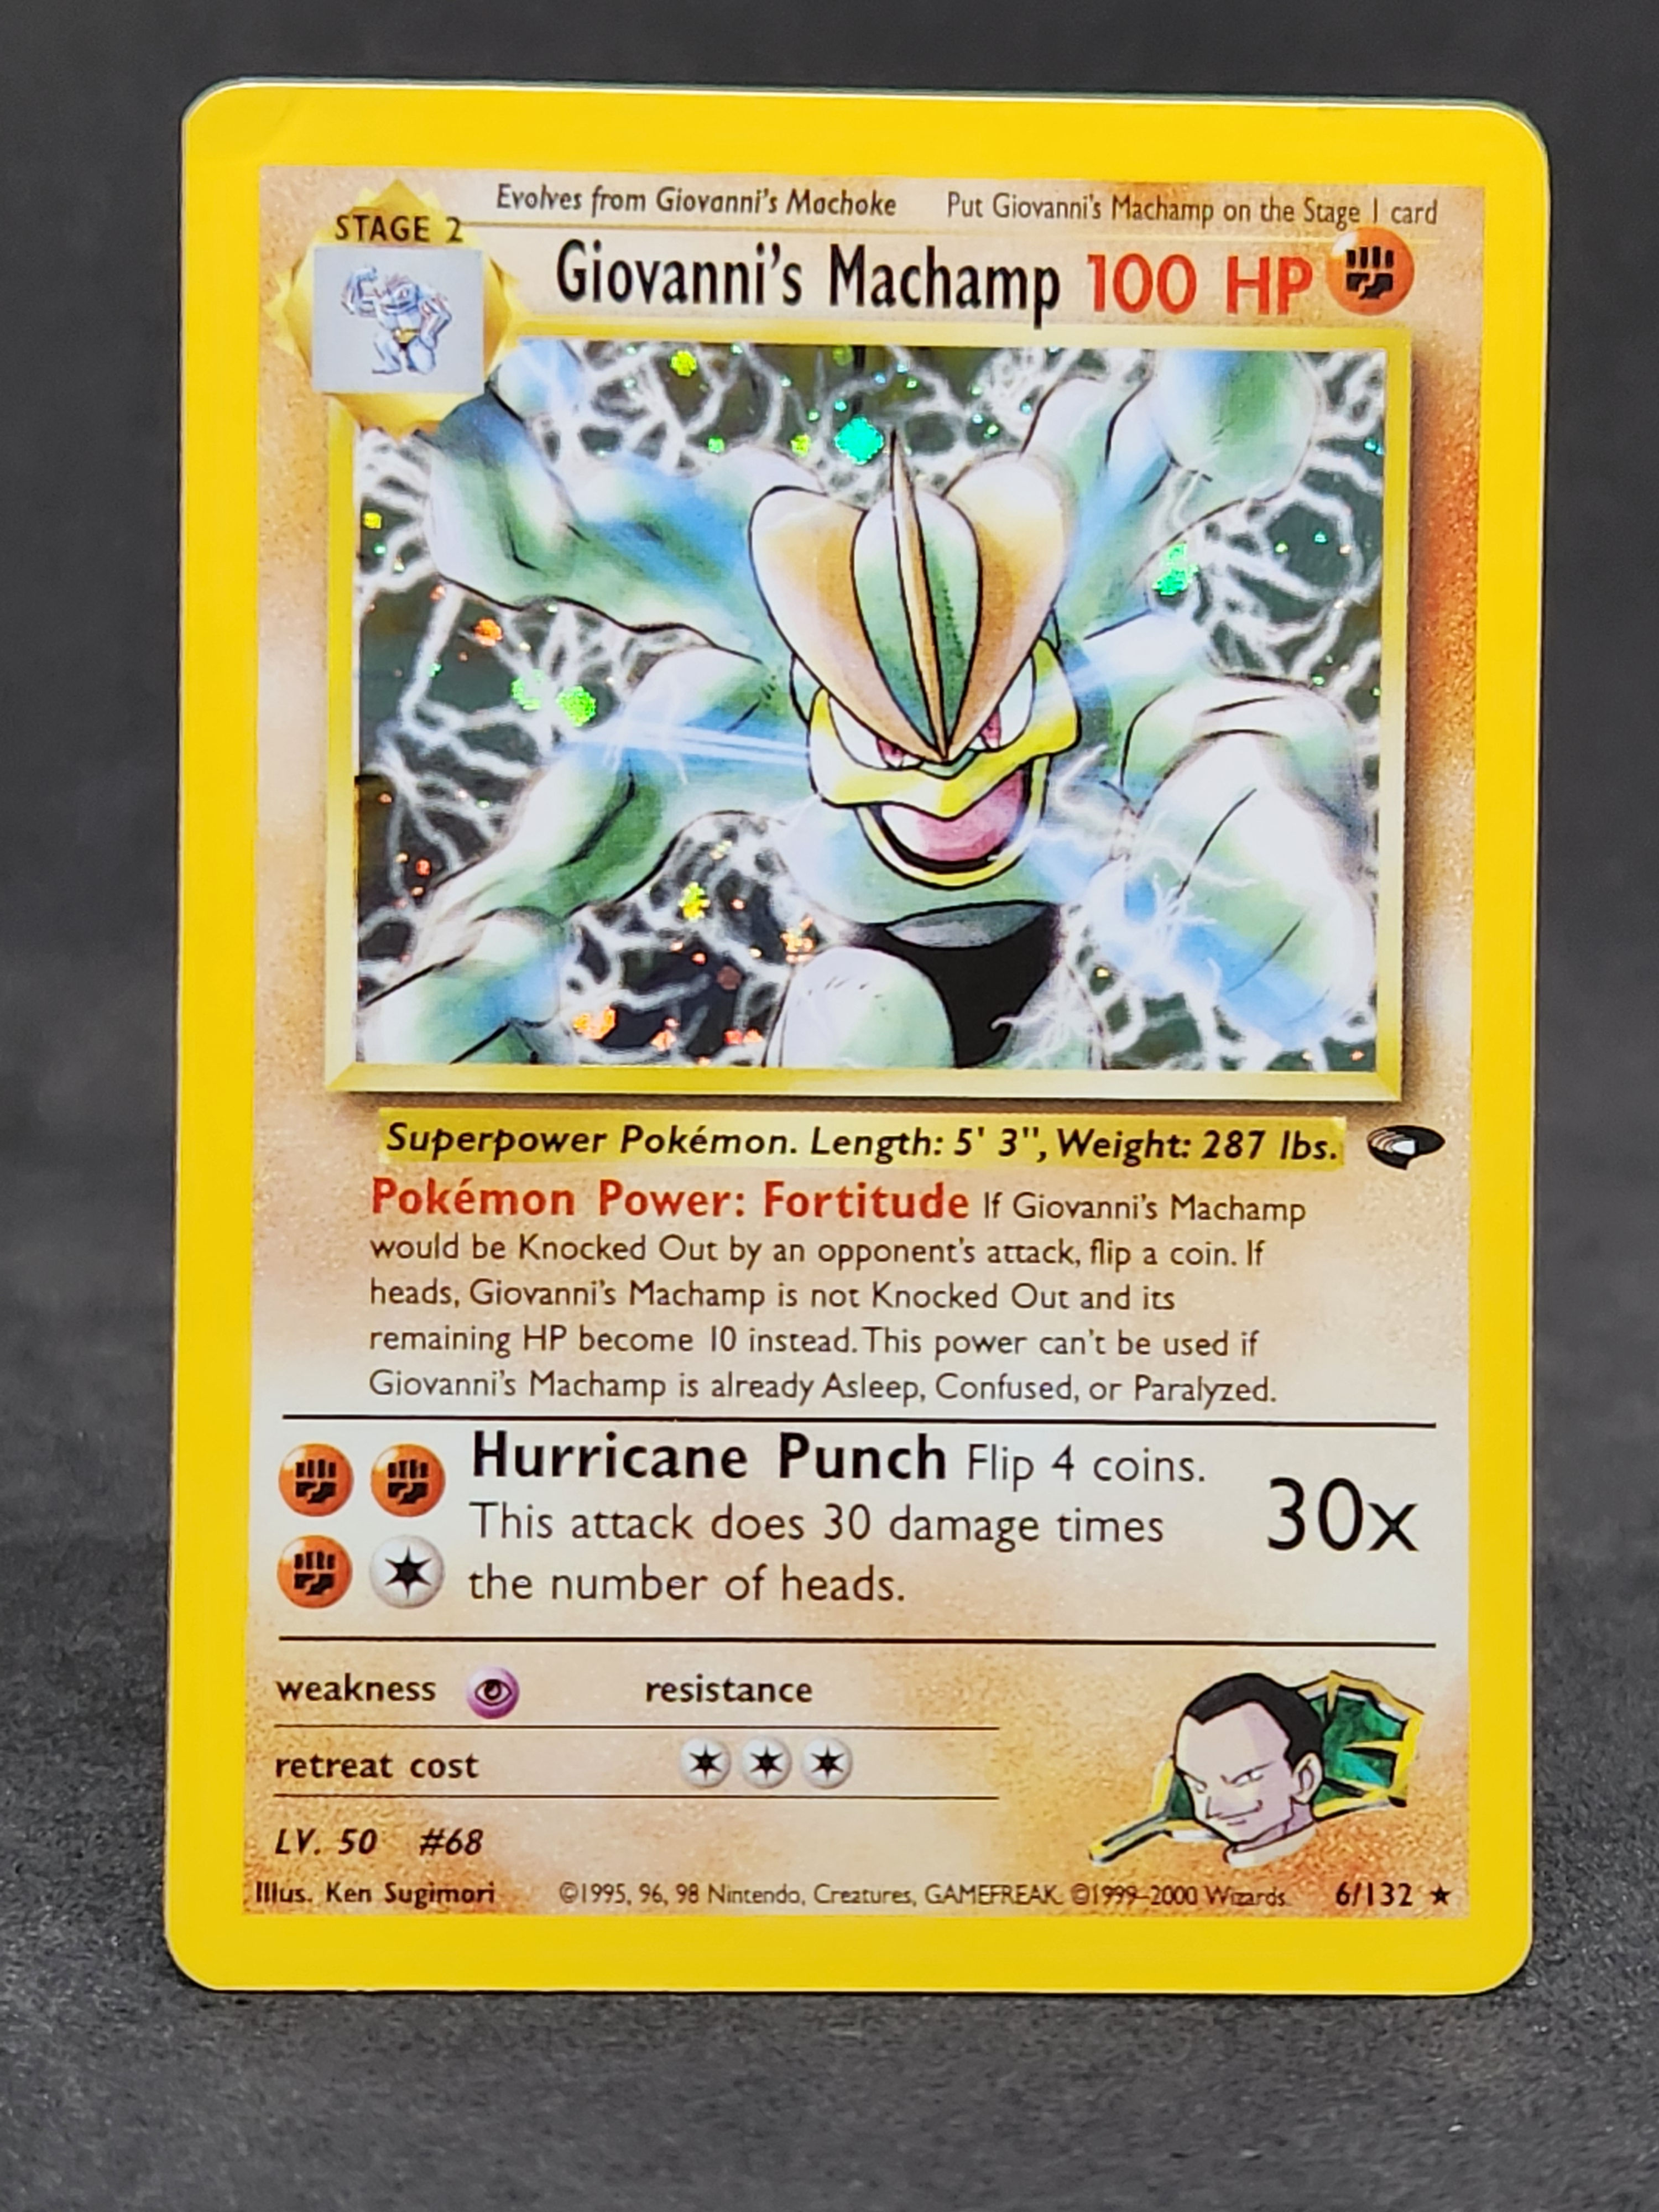 Evolves from Giovanni's Machoke Put Giovanni's Machamp on the Stage 1 card
STAGE 2
Giovanni's Machamp 100 HP
Superpower Pokémon. Length: 5' 3", Weight: 287 lbs.
Pokémon Power: Fortitude If Giovanni's Machamp
would be Knocked Out by an opponent's attack, flip a coin. If
heads, Giovanni's Machamp is not Knocked Out and its
remaining HP become 10 instead. This power can't be used if
Giovanni's Machamp is already Asleep, Confused, or Paralyzed.
Hurricane Punch Flip 4 coins.
This attack does 30 damage times
the number of heads.
30x
weakness resistance
retreat cost
LV. 50 #68
Illus. Ken Sugimori ©1995, 96, 98 Nintendo, Creatures, GAMEFREAK. ©1999-2000 Wizards. 6/132 ★